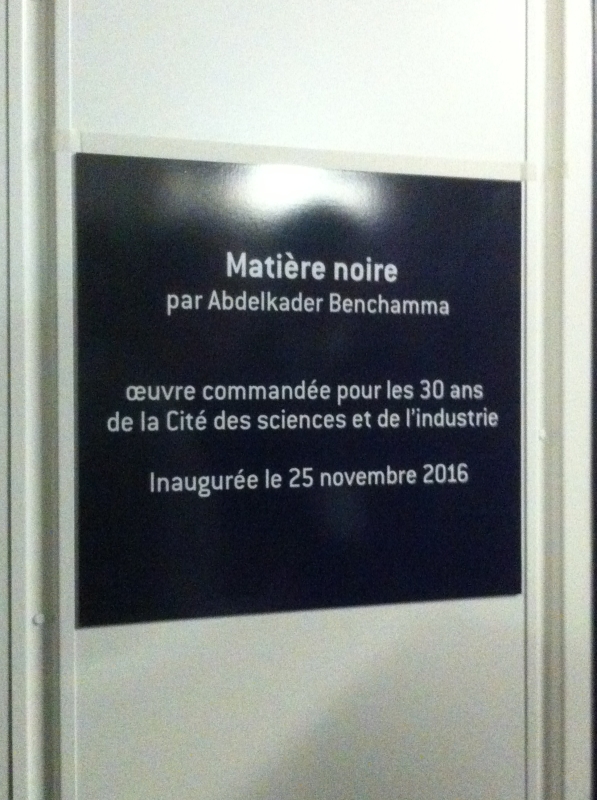 Matière noire
par Abdelkader Benchamma
œuvre commandée pour les 30 ans
de la Cité des sciences et de l'industrie
Inaugurée le 25 novembre 2016